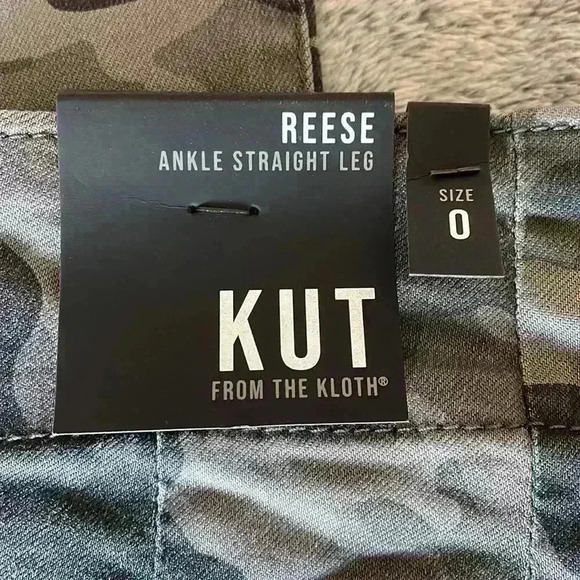 REESE
ANKLE STRAIGHT LEG
KUT
FROM THE KLOTH®
SIZE
0